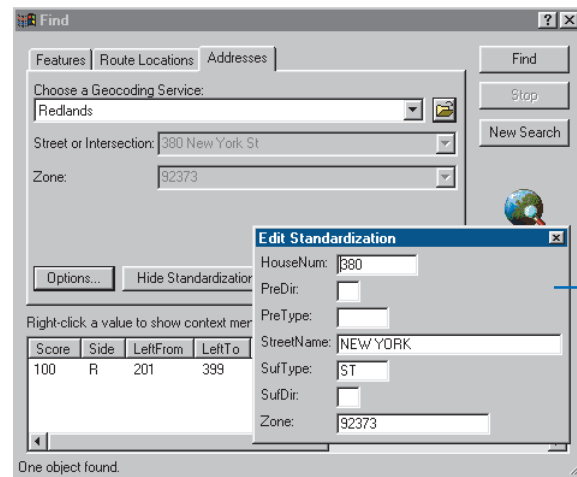 Find
Features Route Locations Addresses
Find
Choose a Geocoding Service:
Redlands
Stop
Street or Intersection: 380 New York St
New Search
Zone: 92373
Edit Standardization
HouseNum: 380
Options... Hide Standardization
PreDir:
PreType:
Right-click a value to show context
StreetName: NEW YORK
Score Side LeftFrom LeftTo
SufType: ST
100 R 201 399
SufDir:
Zone: 92373
One object found.